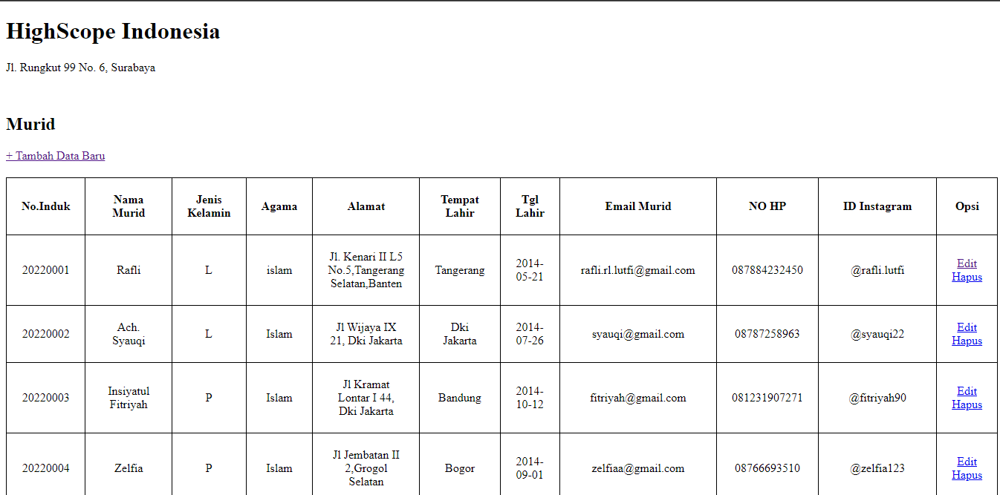 HighScope Indonesia
Jl. Rungkut 99 No. 6, Surabaya
Murid
+ Tambah Data Baru
No.Induk Nama Murid Jenis Kelamin Agama Alamat Tempat Lahir Tgl Lahir Email Murid NO HP ID Instagram Opsi
20220001 Rafli L islam Jl. Kenari II L5 No.5,Tangerang Selatan,Banten Tangerang 2014-05-21 rafli.rl.lutfi@gmail.com 087884232450 @rafli.lutfi Edit Hapus
20220002 Ach. Syauqi L Islam Jl Wijaya IX 21, Dki Jakarta Dki Jakarta 2014-07-26 syauqi@gmail.com 08787258963 @syauqi22 Edit Hapus
20220003 Insiyatul Fitriyah P Islam Jl Kramat Lontar I 44, Dki Jakarta Bandung 2014-10-12 fitriyah@gmail.com 081231907271 @fitriyah90 Edit Hapus
20220004 Zelfia P Islam Jl Jembatan II 2,Grogol Selatan Bogor 2014-09-01 zelfiaa@gmail.com 08766693510 @zelfia123 Edit Hapus